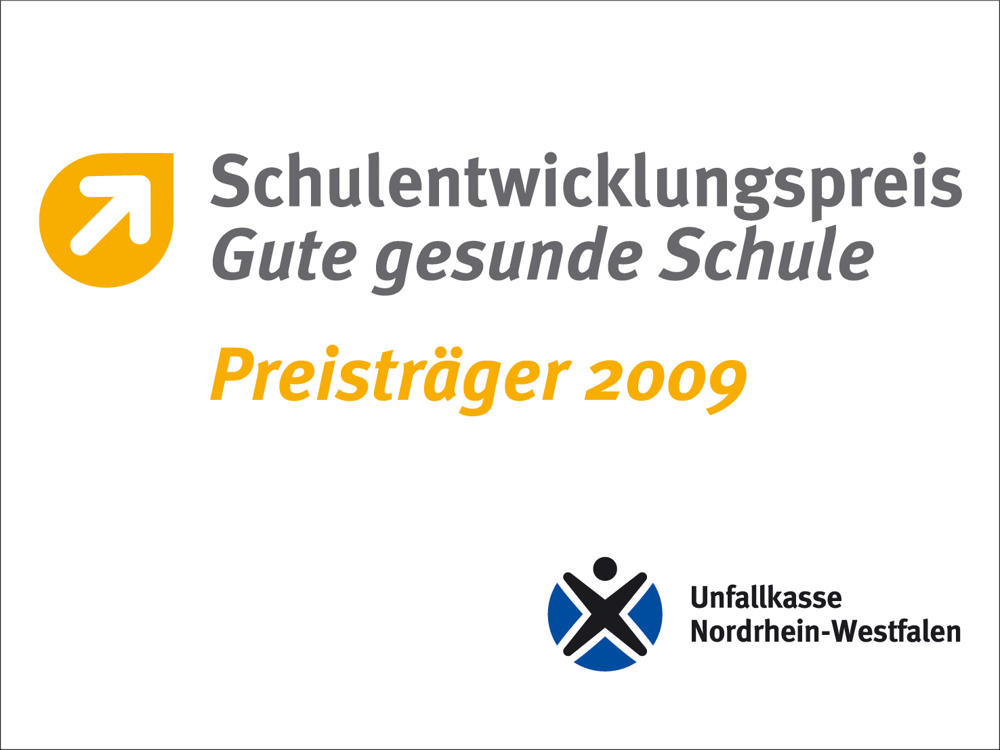 Schulentwicklungspreis
Gute gesunde Schule
Preisträger 2009
Unfallkasse
Nordrhein-Westfalen